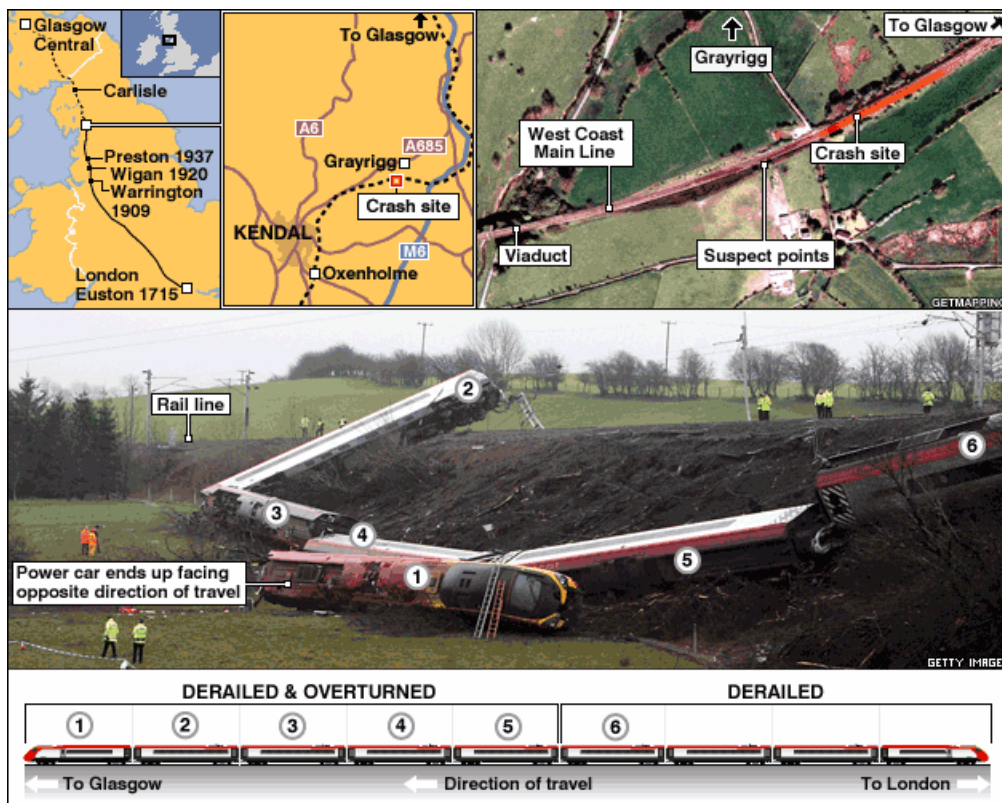 Glasgow
Central
Carlisle
Preston 1937
Wigan 1920
Warrington
1909
London
Euston 1715
To Glasgow
A6
A685
Grayrigg
Crash site
KENDAL
M6
Oxenholme
To Glasgow
Grayrigg
West Coast
Main Line
Crash site
Viaduct
Suspect points
GETMAPPING
Rail line
2
6
3
4
5
1
Power car ends up facing
opposite direction of travel
GETTY IMAGE
DERAILED & OVERTURNED
DERAILED
1
2
3
4
5
6
To Glasgow
Direction of travel
To London